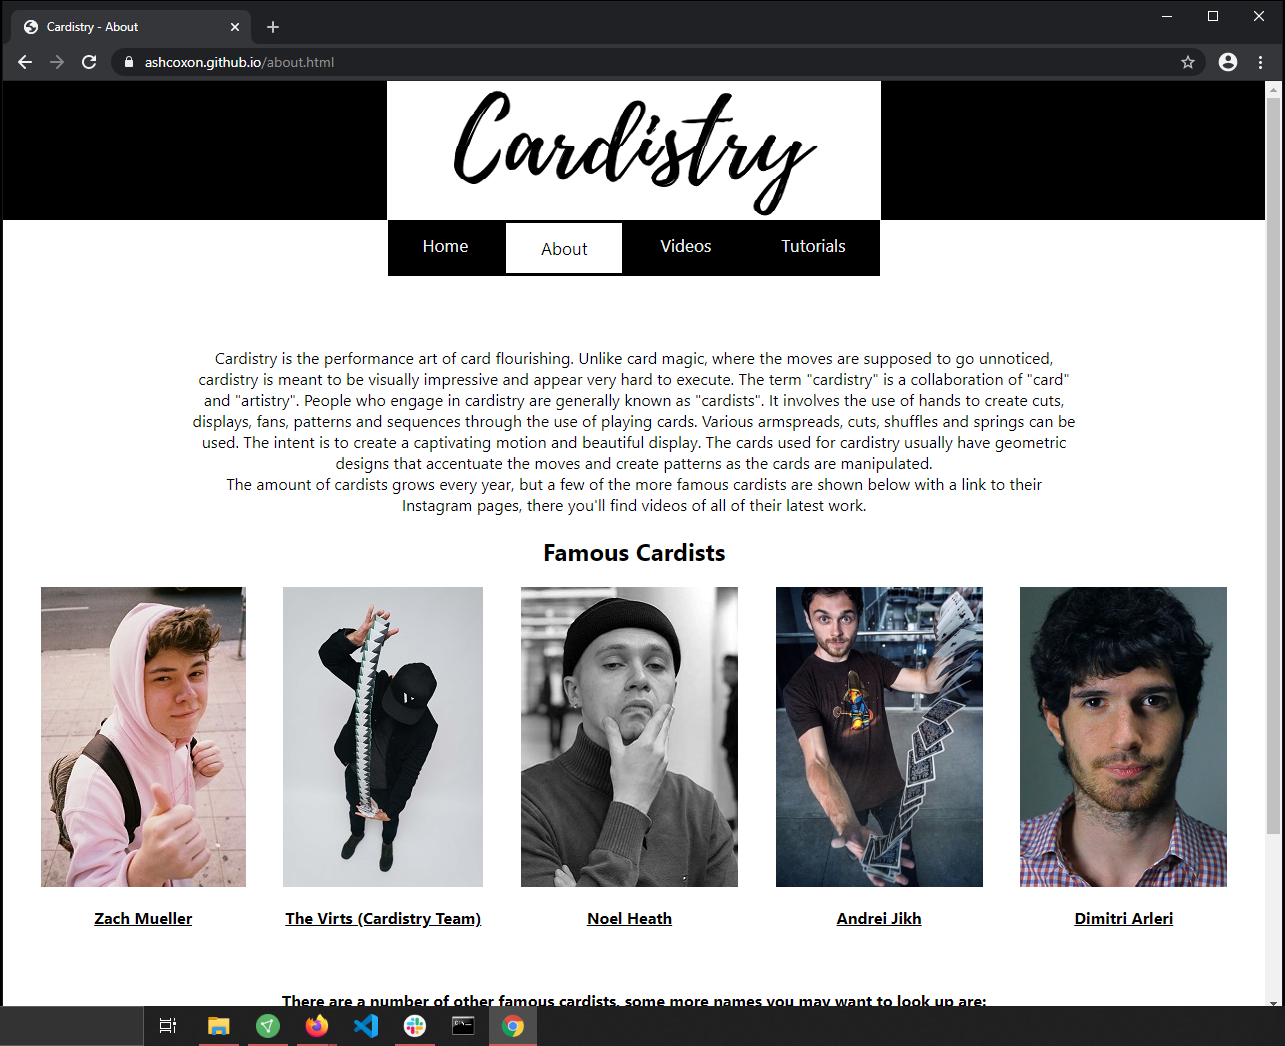 Cardistry - About
ashcoxon.github.io/about.html
Cardistry
Home
About
Videos
Tutorials
Cardistry is the performance art of card flourishing. Unlike card magic, where the moves are supposed to go unnoticed,
cardistry is meant to be visually impressive and appear very hard to execute. The term "cardistry" is a collaboration of "card"
and "artistry". People who engage in cardistry are generally known as "cardists". It involves the use of hands to create cuts,
displays, fans, patterns and sequences through the use of playing cards. Various armspreads, cuts, shuffles and springs can be
used. The intent is to create a captivating motion and beautiful display. The cards used for cardistry usually have geometric
designs that accentuate the moves and create patterns as the cards are manipulated.
The amount of cardists grows every year, but a few of the more famous cardists are shown below with a link to their
Instagram pages, there you'll find videos of all of their latest work.
Famous Cardists
Zach Mueller
The Virts (Cardistry Team)
Noel Heath
Andrei Jikh
Dimitri Arleri
There are a number of other famous cardists, some more names you may want to look up are: